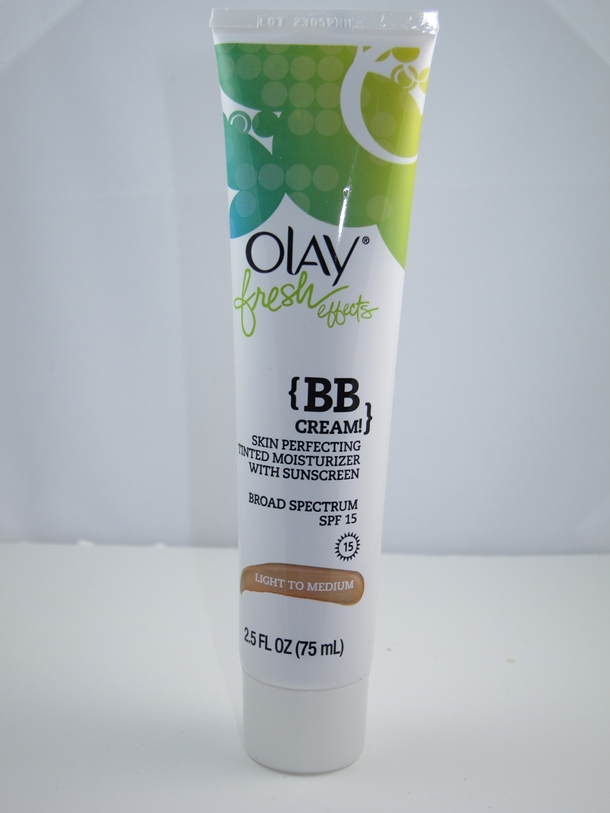 OLAY®
fresh
effects
{BB
CREAM!}
SKIN PERFECTING
TINTED MOISTURIZER
WITH SUNSCREEN
BROAD SPECTRUM
SPF 15
15
LIGHT TO MEDIUM
2.5 FL OZ (75 mL)